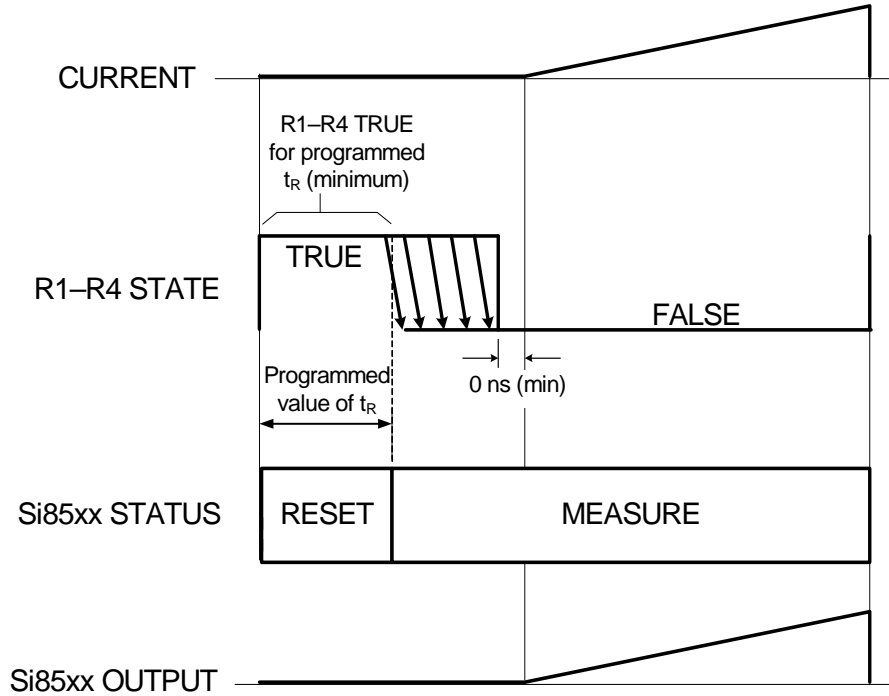 CURRENT
R1–R4 TRUE
for programmed
tR (minimum)
R1–R4 STATE
TRUE
FALSE
0 ns (min)
Programmed
value of tR
Si85xx STATUS
RESET
MEASURE
Si85xx OUTPUT